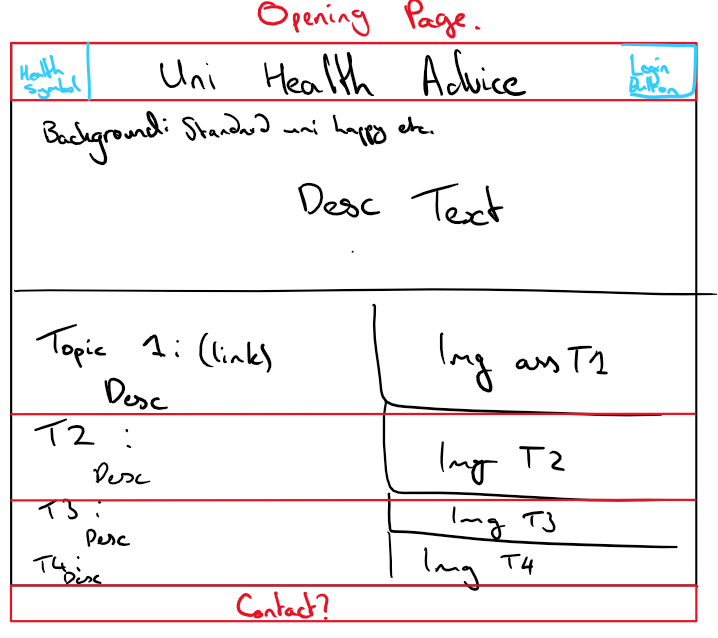 Opening Page.
Health Symbol
Uni Health Advice
Login Button
Background: Standard uni happy etc.
Desc Text
Topic 1: (link)
Desc
Img ass T1
T2 :
Desc
Img T2
T3 :
Desc
Img T3
T4:
Desc
Img T4
Contact?